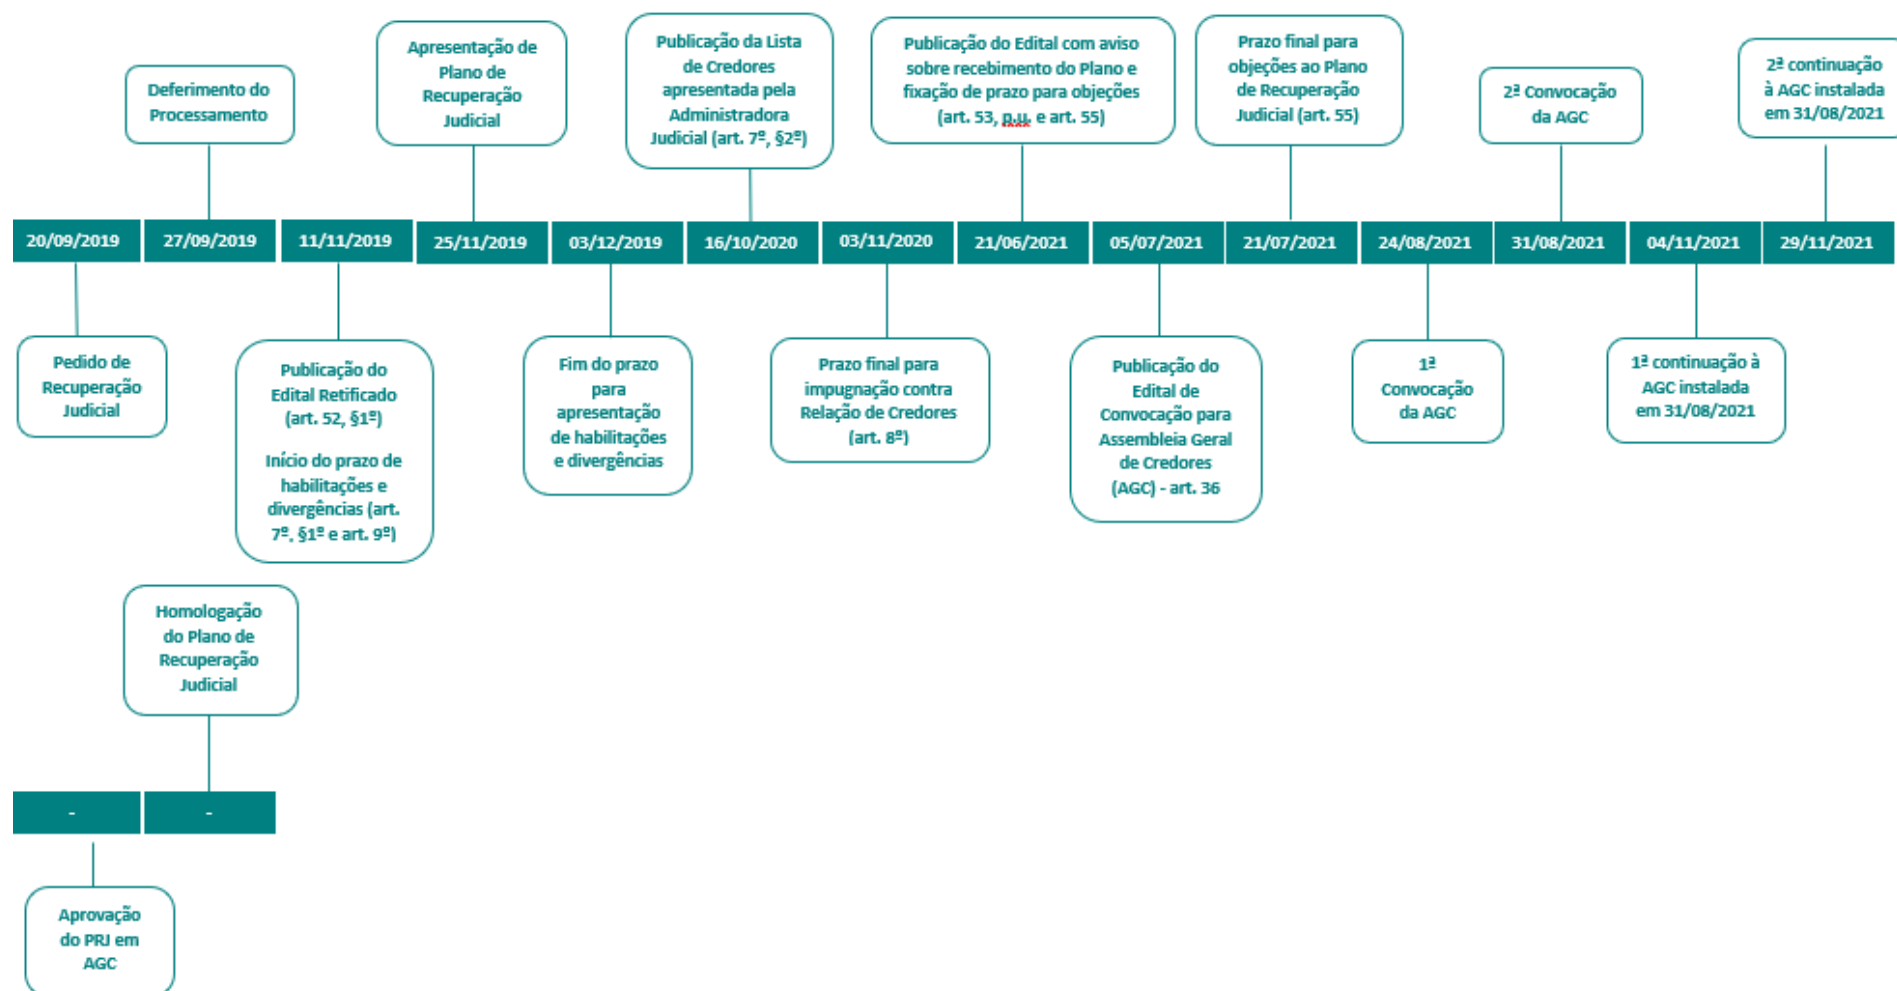 Deferimento do
Processamento
Apresentação de
Plano de
Recuperação
Judicial
Publicação da Lista
de Credores
apresentada pela
Administradora
Judicial (art. 7º, §2º)
Publicação do Edital com aviso
sobre recebimento do Plano e
fixação de prazo para objeções
(art. 53, p.u. e art. 55)
Prazo final para
objeções ao Plano
de Recuperação
Judicial (art. 55)
2ª Convocação
da AGC
2ª continuação
à AGC instalada
em 31/08/2021
20/09/2019
27/09/2019
11/11/2019
25/11/2019
03/12/2019
16/10/2020
03/11/2020
21/06/2021
05/07/2021
21/07/2021
24/08/2021
31/08/2021
04/11/2021
29/11/2021
Pedido de
Recuperação
Judicial
Publicação do
Edital Retificado
(art. 52, §1º)
Início do prazo de
habilitações e
divergências (art.
7º, §1º e art. 9º)
Fim do prazo
para
apresentação
de habilitações
e divergências
Prazo final para
impugnação contra
Relação de Credores
(art. 8º)
Publicação do
Edital de
Convocação para
Assembleia Geral
de Credores
(AGC) - art. 36
1ª
Convocação
da AGC
1ª continuação à
AGC instalada
em 31/08/2021
Homologação
do Plano de
Recuperação
Judicial
-
-
Aprovação
do PRJ em
AGC